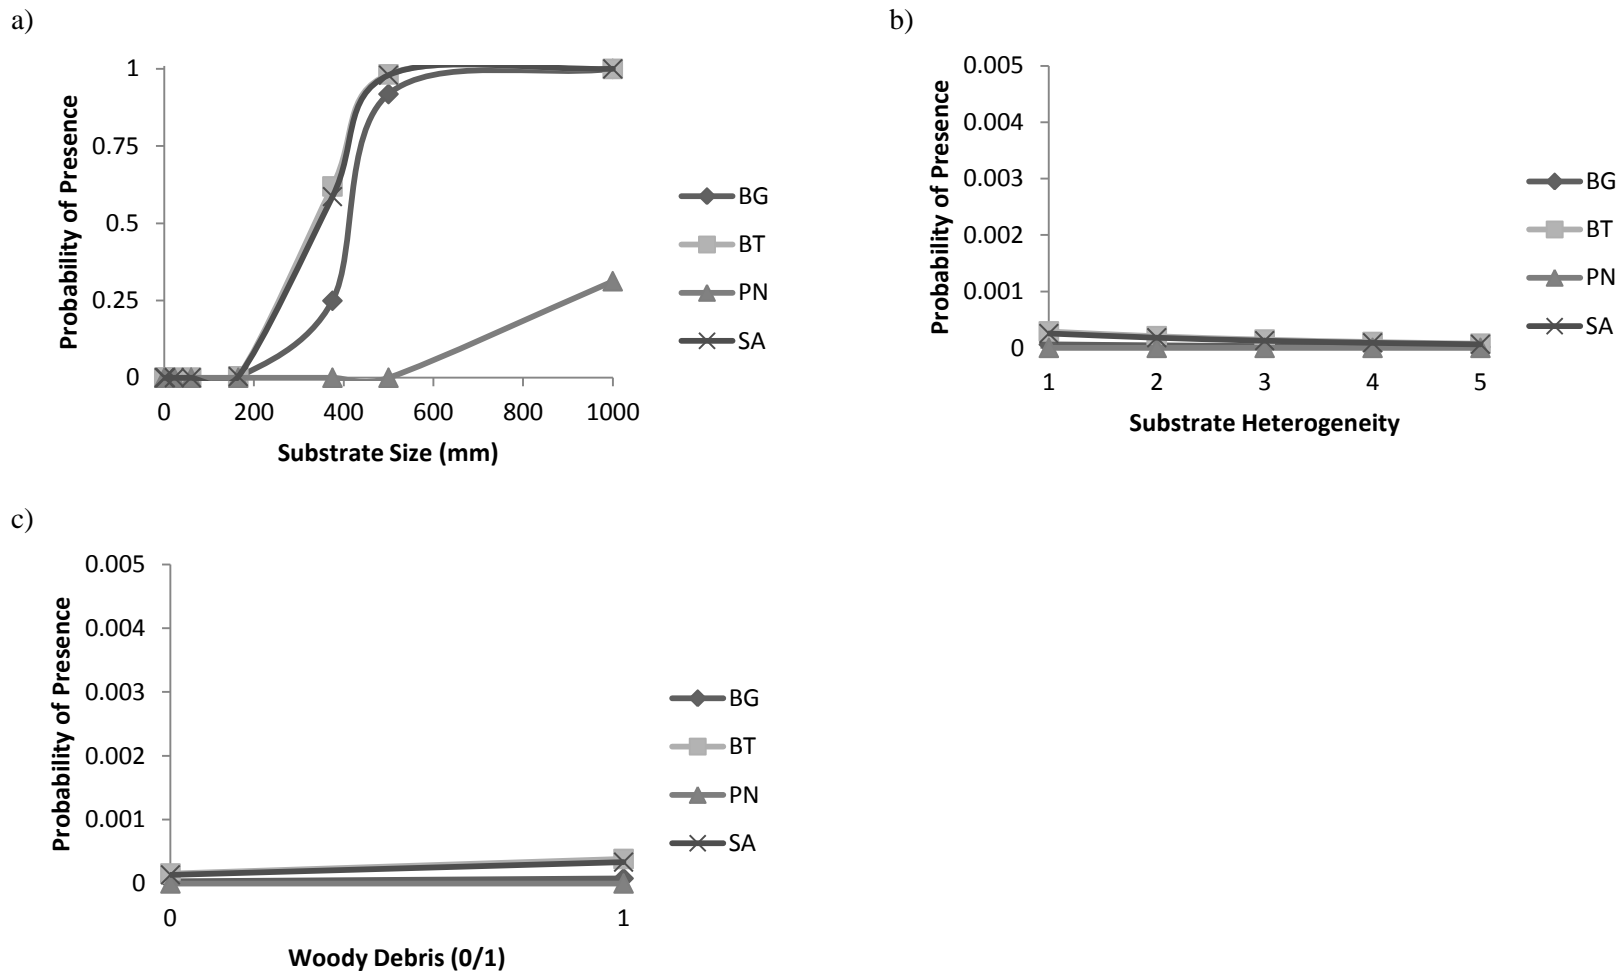 a)
Probability of Presence
1
0.75
0.5
0.25
0
0 200 400 600 800 1000
Substrate Size (mm)
BG
BT
PN
SA
b)
Probability of Presence
0.005
0.004
0.003
0.002
0.001
0
1 2 3 4 5
Substrate Heterogeneity
BG
BT
PN
SA
c)
Probability of Presence
0.005
0.004
0.003
0.002
0.001
0
0 1
Woody Debris (0/1)
BG
BT
PN
SA